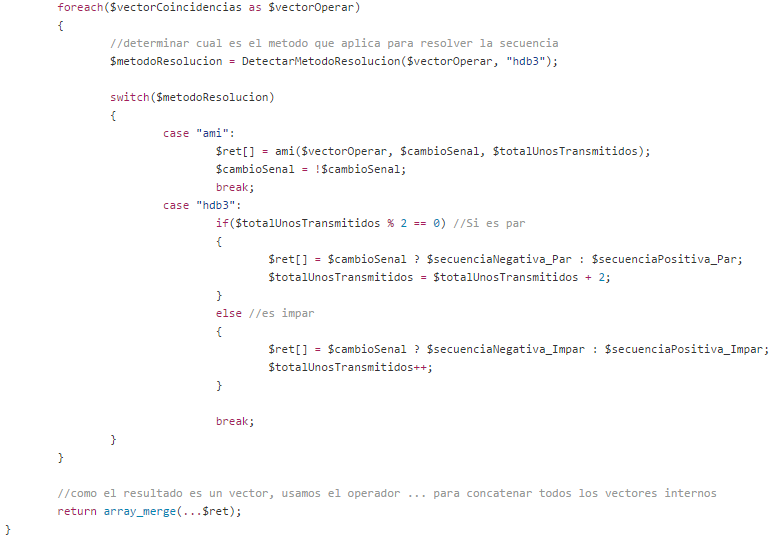 foreach($vectorCoincidencias as $vectorOperar)
{
//determinar cual es el metodo que aplica para resolver la secuencia
$metodoResolucion = DetectarMetodoResolucion($vectorOperar, "hdb3");
switch($metodoResolucion)
{
case "ami":
$ret[] = ami($vectorOperar, $cambioSenal, $totalUnosTransmitidos);
$cambioSenal = !$cambioSenal;
break;
case "hdb3":
if($totalUnosTransmitidos % 2 == 0) //Si es par
{
$ret[] = $cambioSenal ? $secuenciaNegativa_Par : $secuenciaPositiva_Par;
$totalUnosTransmitidos = $totalUnosTransmitidos + 2;
}
else //es impar
{
$ret[] = $cambioSenal ? $secuenciaNegativa_Impar : $secuenciaPositiva_Impar;
$totalUnosTransmitidos++;
}
break;
}
}
//como el resultado es un vector, usamos el operador ... para concatenar todos los vectores internos
return array_merge(...$ret);
}